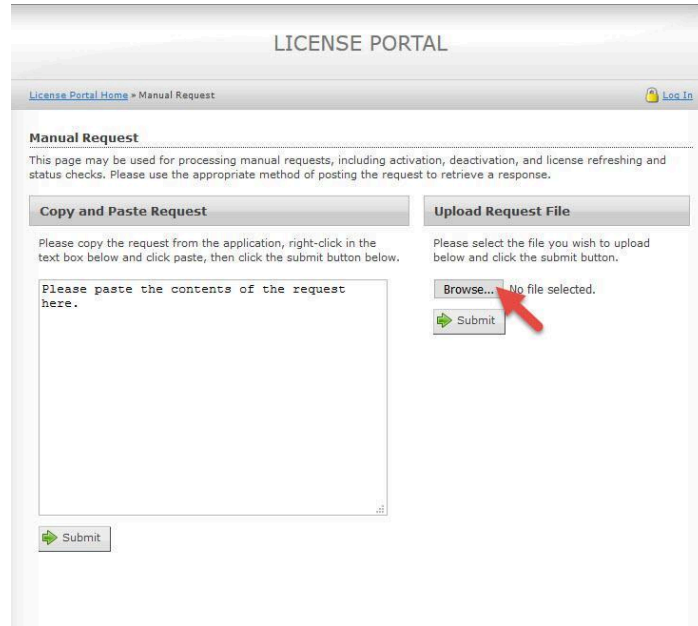 LICENSE PORTAL
License Portal Home » Manual Request
Log In
Manual Request
This page may be used for processing manual requests, including activation, deactivation, and license refreshing and
status checks. Please use the appropriate method of posting the request to retrieve a response.
Copy and Paste Request
Please copy the request from the application, right-click in the
text box below and click paste, then click the submit button below.
Please paste the contents of the request
here.
Submit
Upload Request File
Please select the file you wish to upload
below and click the submit button.
Browse... No file selected.
Submit